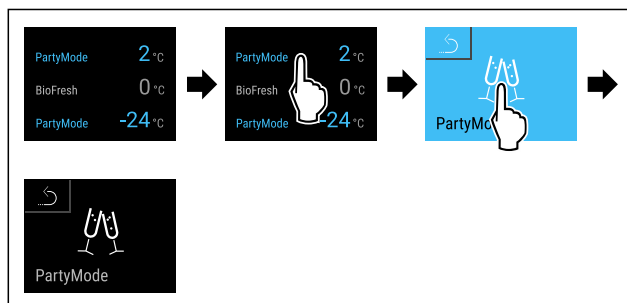 PartyMode 2 °C
BioFresh 0 °C
PartyMode -24 °C
PartyMode 2 °C
BioFresh 0 °C
PartyMode -24 °C
PartyMo
PartyMode